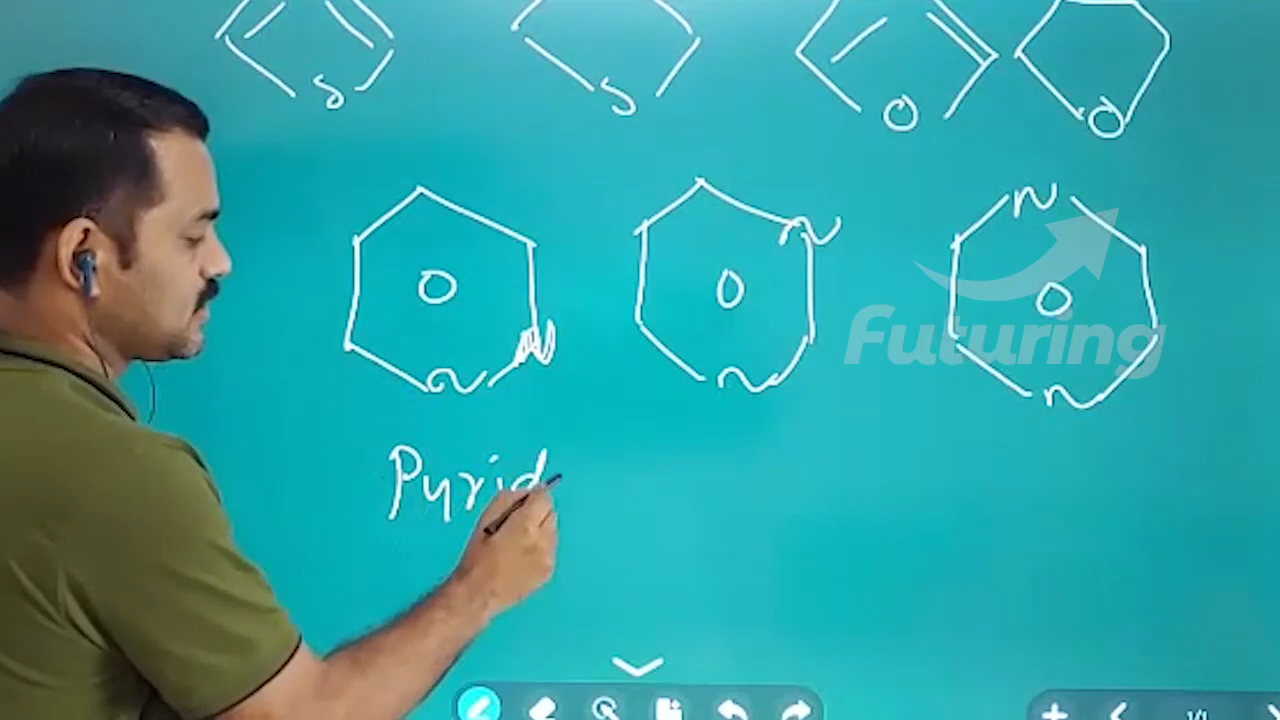 S S O O
N
N N
O O O
N N N
Futuring
Pyrid